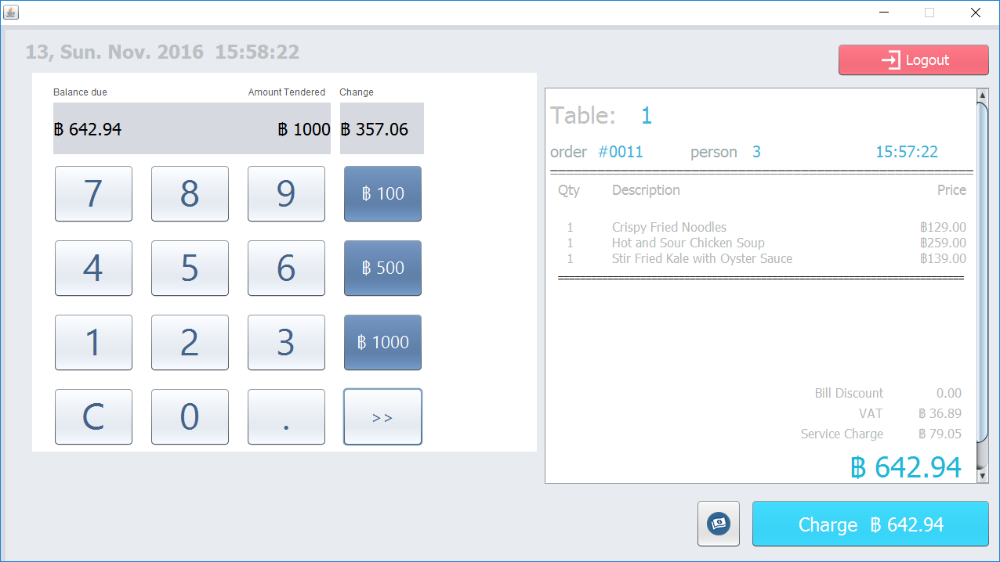 13, Sun. Nov. 2016 15:58:22
Logout
Balance due Amount Tendered Change
฿ 642.94 ฿ 1000 ฿ 357.06
7 8 9 ฿ 100
4 5 6 ฿ 500
1 2 3 ฿ 1000
C 0 . >>
Table: 1
order #0011 person 3 15:57:22
Qty Description Price
1 Crispy Fried Noodles ฿129.00
1 Hot and Sour Chicken Soup ฿259.00
1 Stir Fried Kale with Oyster Sauce ฿139.00
Bill Discount 0.00
VAT ฿ 36.89
Service Charge ฿ 79.05
฿ 642.94
Charge ฿ 642.94